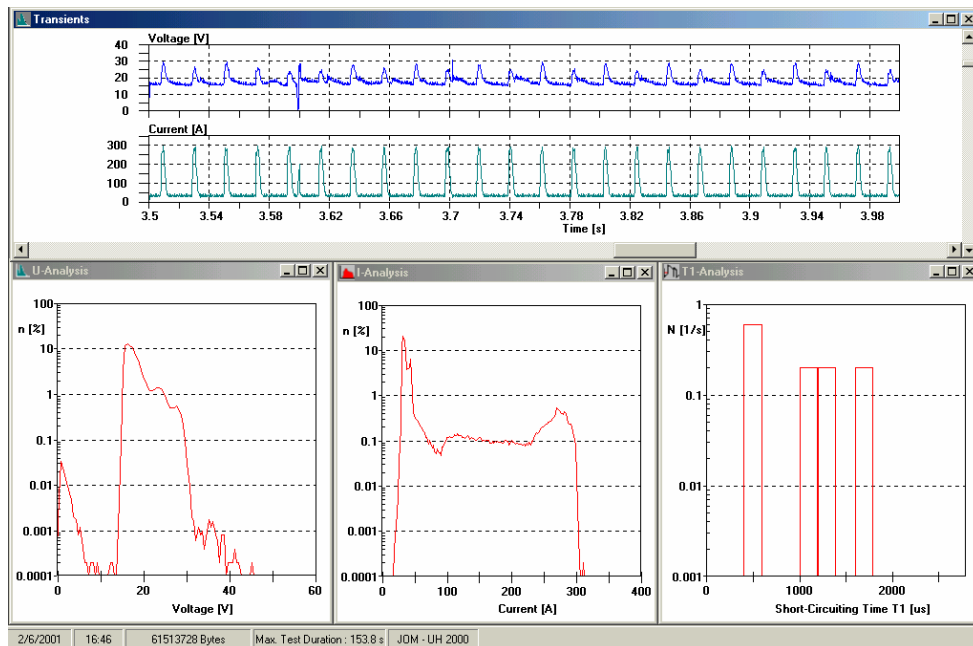 Transients
Voltage [V]
40
30
20
10
0
Current [A]
300
200
100
0
3.5 3.54 3.58 3.62 3.66 3.7 3.74 3.78 3.82 3.86 3.9 3.94 3.98
Time [s]
U-Analysis
100
n [%]
10
1
0.1
0.01
0.001
0.0001
0 20 40 60
Voltage [V]
I-Analysis
100
n [%]
10
1
0.1
0.01
0.001
0.0001
0 100 200 300 400
Current [A]
T1-Analysis
1
N [1/s]
0.1
0.01
0.001
0 1000 2000
Short-Circuiting Time T1 [us]
2/6/2001 16:46 61513728 Bytes Max. Test Duration : 153.8 s JOM - UH 2000